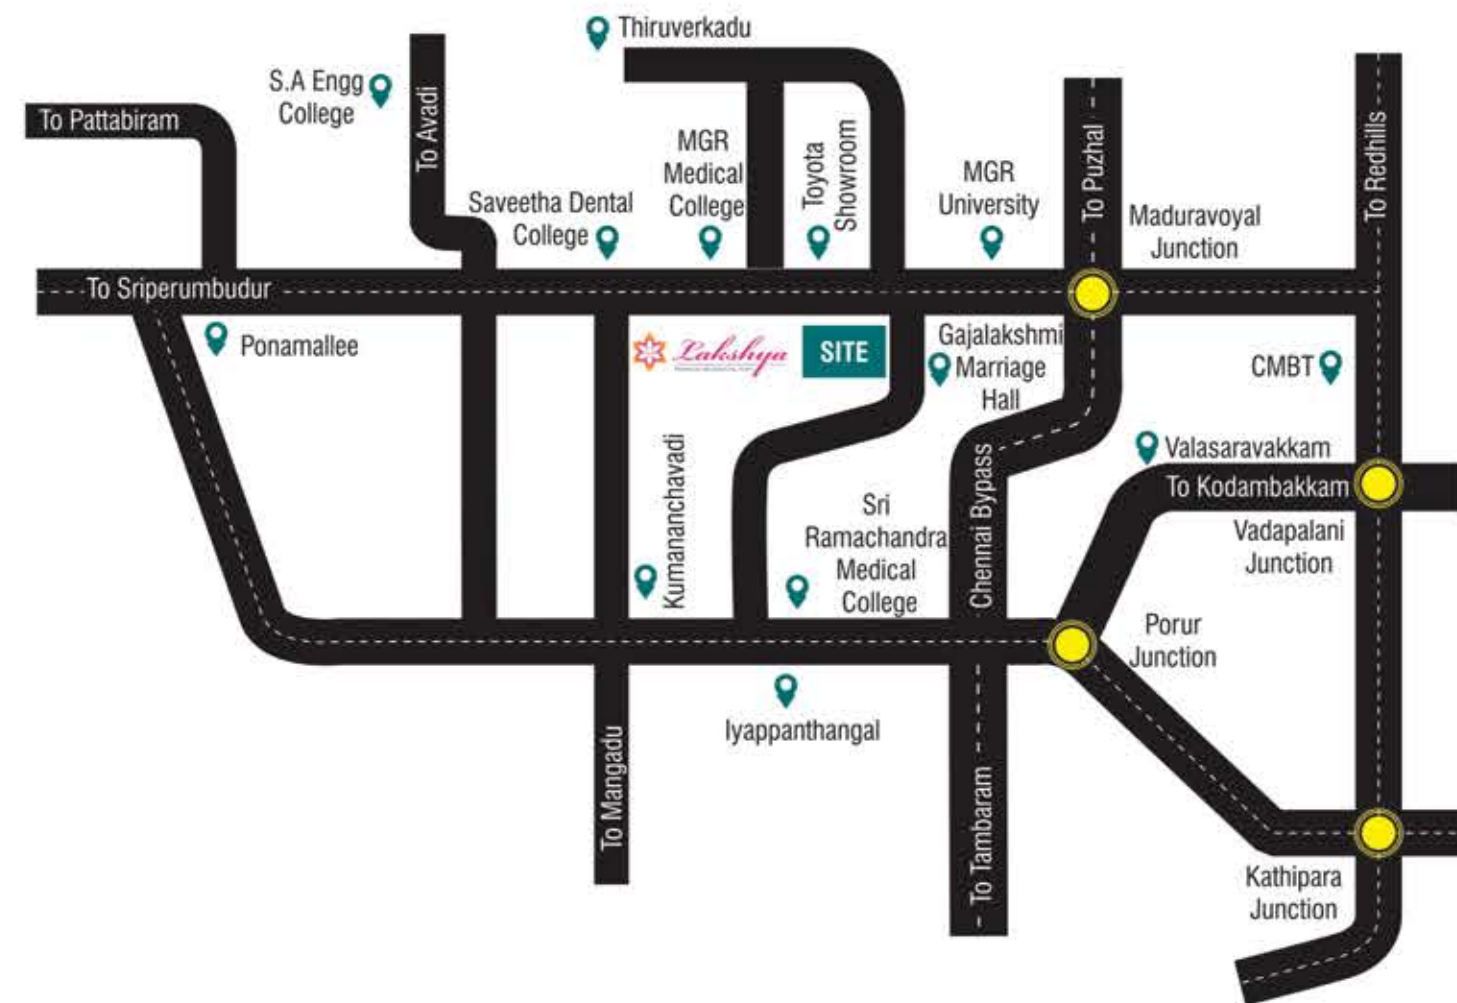 Thiruverkadu
S.A Engg
College
To Pattabiram
To Avadi
MGR
Medical
College
Toyota
Showroom
MGR
University
To Puzhal
To Redhills
Saveetha Dental
College
Maduravoyal
Junction
To Sriperumbudur
Ponamallee
Lakshya
SITE
Gajalakshmi
Marriage
Hall
CMBT
Kumananchavadi
Valasaravakkam
To Kodambakkam
Vadapalani
Junction
Sri
Ramachandra
Medical
College
Chennai Bypass
Porur
Junction
Iyappanthangal
To Mangadu
To Tambaram
Kathipara
Junction